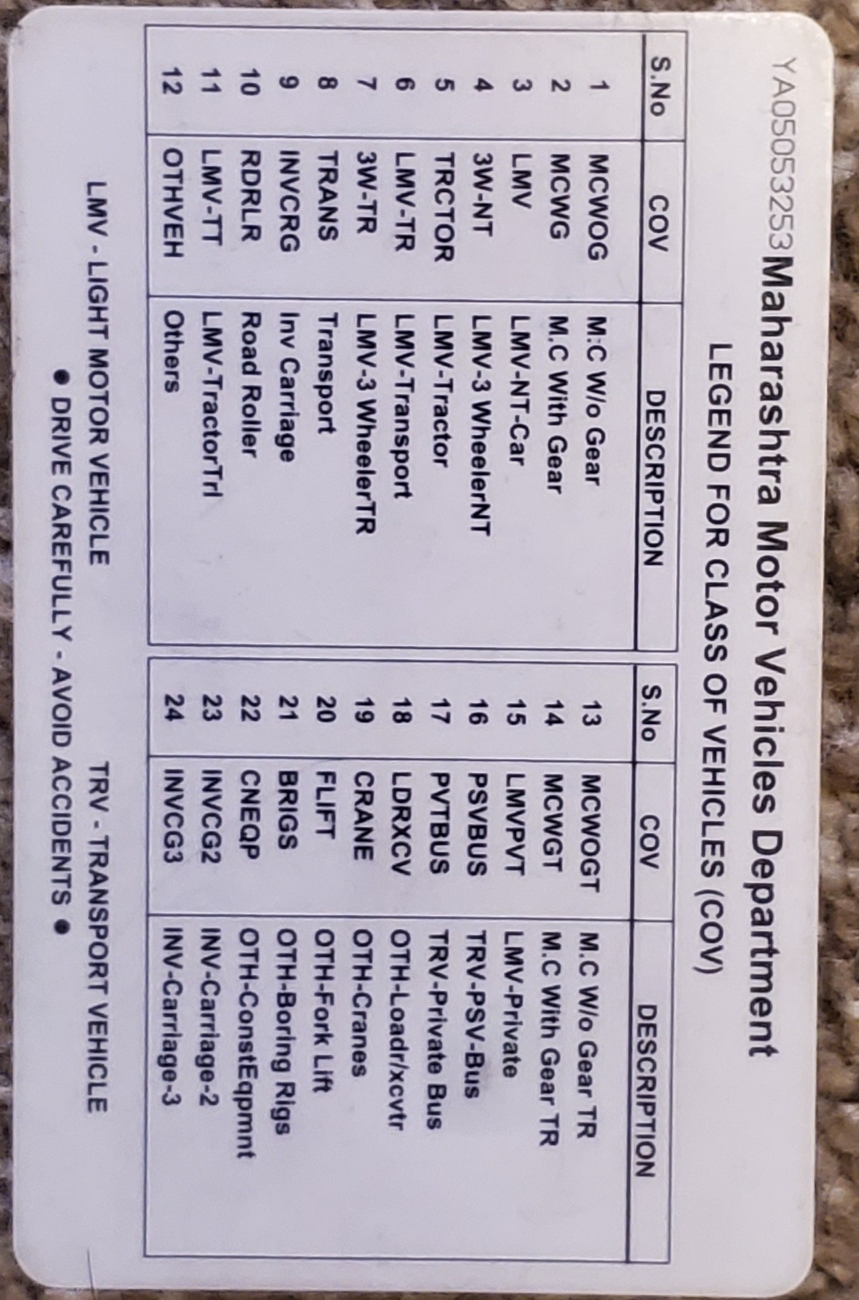 YA05053253 Maharashtra Motor Vehicles Department
LEGEND FOR CLASS OF VEHICLES (COV)
S.No COV DESCRIPTION
1 MCWOG M:C W/o Gear
2 MCWG M.C With Gear
3 LMV LMV-NT-Car
4 3W-NT LMV-3 WheelerNT
5 TRCTOR LMV-Tractor
6 LMV-TR LMV-Transport
7 3W-TR LMV-3 WheelerTR
8 TRANS Transport
9 INVCRG Inv Carriage
10 RDRLR Road Roller
11 LMV-TT LMV-TractorTrl
12 OTHVEH Others
S.No COV DESCRIPTION
13 MCWOGT M.C W/o Gear TR
14 MCWGT M.C With Gear TR
15 LMVPVT LMV-Private
16 PSVBUS TRV-PSV-Bus
17 PVTBUS TRV-Private Bus
18 LDRXCV OTH-Loadr/xcvtr
19 CRANE OTH-Cranes
20 FLIFT OTH-Fork Lift
21 BRIGS OTH-Boring Rigs
22 CNEQP OTH-ConstEqpmnt
23 INVCG2 INV-Carriage-2
24 INVCG3 INV-Carriage-3
LMV - LIGHT MOTOR VEHICLE TRV - TRANSPORT VEHICLE
● DRIVE CAREFULLY - AVOID ACCIDENTS ●